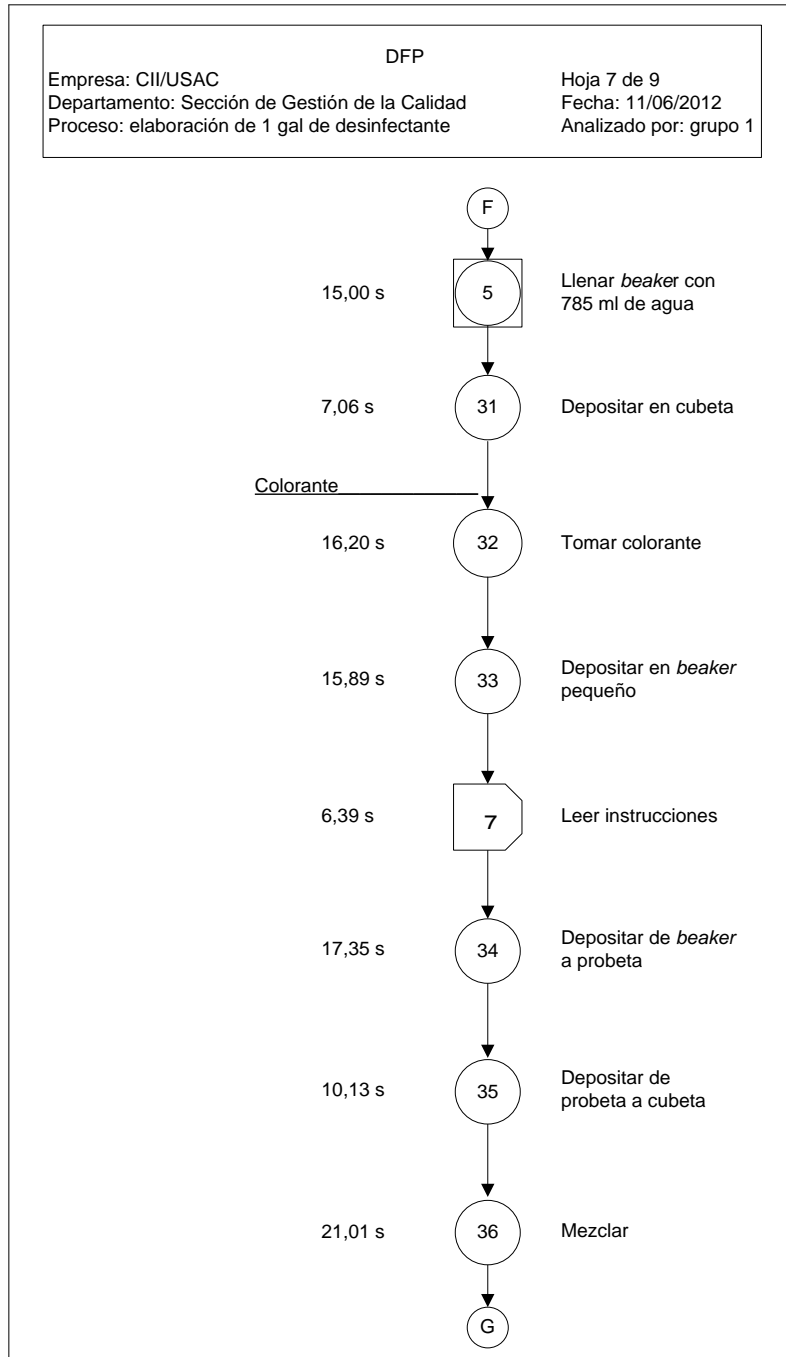 DFP
Empresa: CII/USAC
Hoja 7 de 9
Departamento: Sección de Gestión de la Calidad
Fecha: 11/06/2012
Proceso: elaboración de 1 gal de desinfectante
Analizado por: grupo 1
F
15,00 s
5
Llenar beaker con
785 ml de agua
7,06 s
31
Depositar en cubeta
Colorante
16,20 s
32
Tomar colorante
15,89 s
33
Depositar en beaker
pequeño
6,39 s
7
Leer instrucciones
17,35 s
34
Depositar de beaker
a probeta
10,13 s
35
Depositar de
probeta a cubeta
21,01 s
36
Mezclar
G